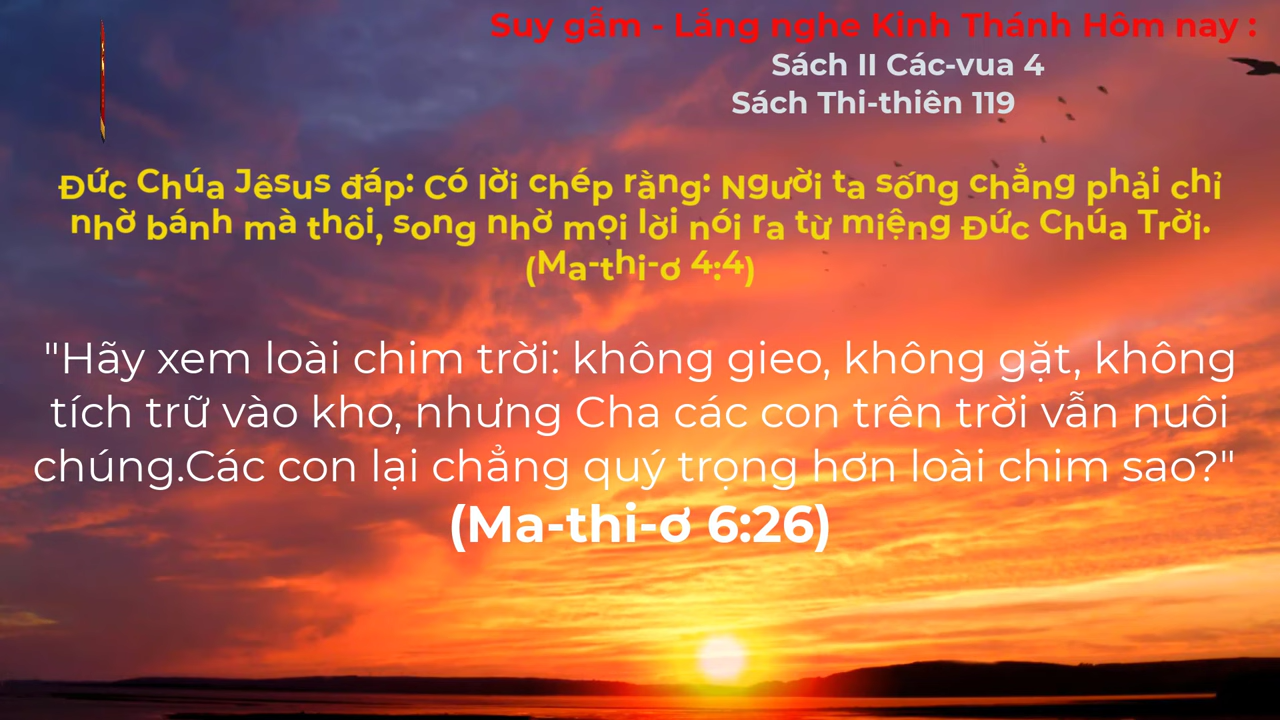 Suy gẫm - Lắng nghe Kinh Thánh Hôm nay :
Sách II Các-vua 4
Sách Thi-thiên 119
Đức Chúa Jêsus đáp: Có lời chép rằng: Người ta sống chẳng phải chỉ
nhờ bánh mà thôi, song nhờ mọi lời nói ra từ miệng Đức Chúa Trời.
(Ma-thi-ơ 4:4)
"Hãy xem loài chim trời: không gieo, không gặt, không
tích trữ vào kho, nhưng Cha các con trên trời vẫn nuôi
chúng.Các con lại chẳng quý trọng hơn loài chim sao?"
(Ma-thi-ơ 6:26)